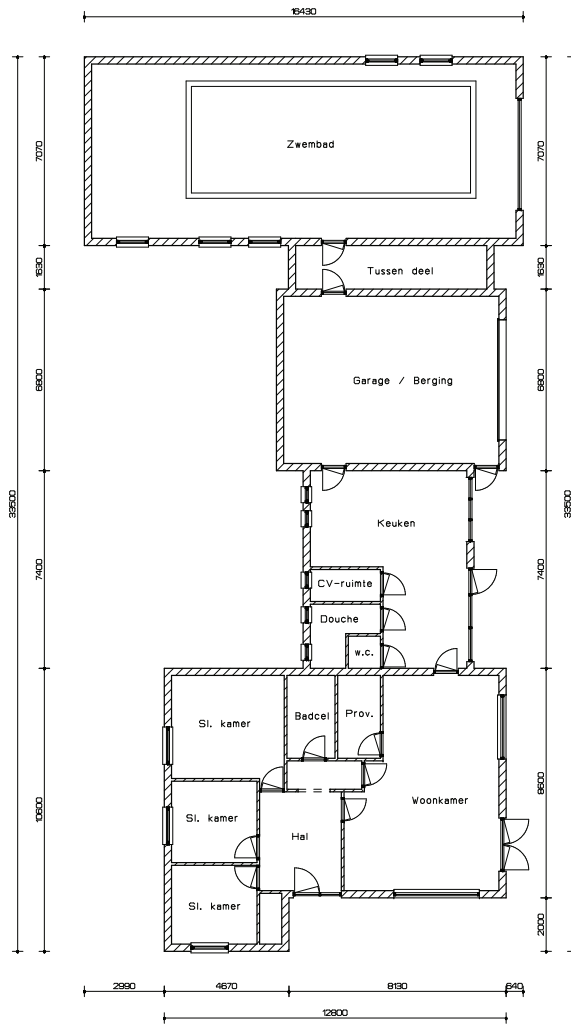 16430
Zwembad
7070
7070
Tussen deel
1630
1630
Garage / Berging
6800
6800
33500
33500
Keuken
7400
7400
CV-ruimte
Douche
w.c.
Sl. kamer
Badcel
Prov.
Sl. kamer
Woonkamer
Hal
10600
8600
Sl. kamer
2000
2990
4670
8130
640
12800